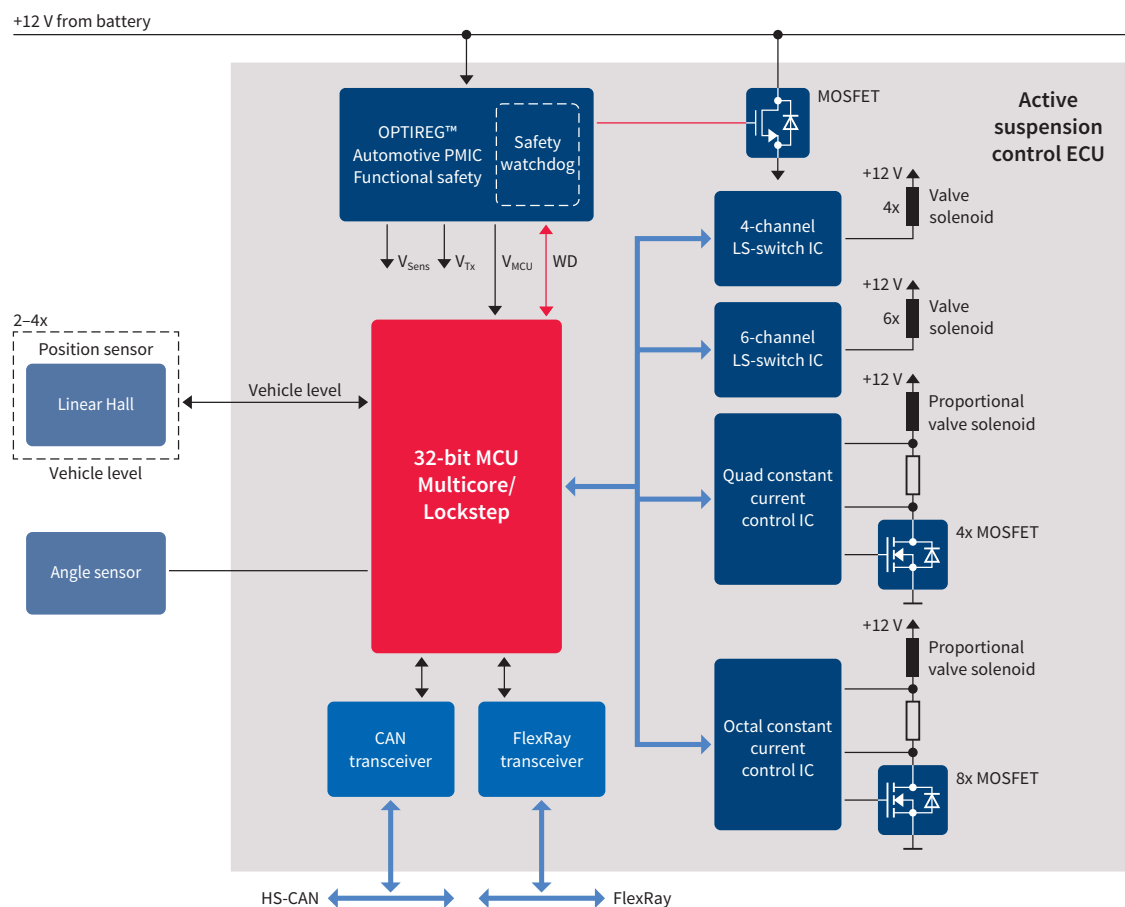 +12 V from battery
MOSFET
Active
suspension
control ECU
OPTIREG™
Automotive PMIC
Functional safety
Safety
watchdog
+12 V
4x
Valve
solenoid
4-channel
LS-switch IC
VSens
VTx
VMCU
WD
+12 V
6x
Valve
solenoid
6-channel
LS-switch IC
2–4x
Position sensor
Linear Hall
Vehicle level
Vehicle level
+12 V
Proportional
valve solenoid
32-bit MCU
Multicore/
Lockstep
Quad constant
current
control IC
4x MOSFET
Angle sensor
+12 V
Proportional
valve solenoid
Octal constant
current
control IC
8x MOSFET
CAN
transceiver
FlexRay
transceiver
HS-CAN
FlexRay